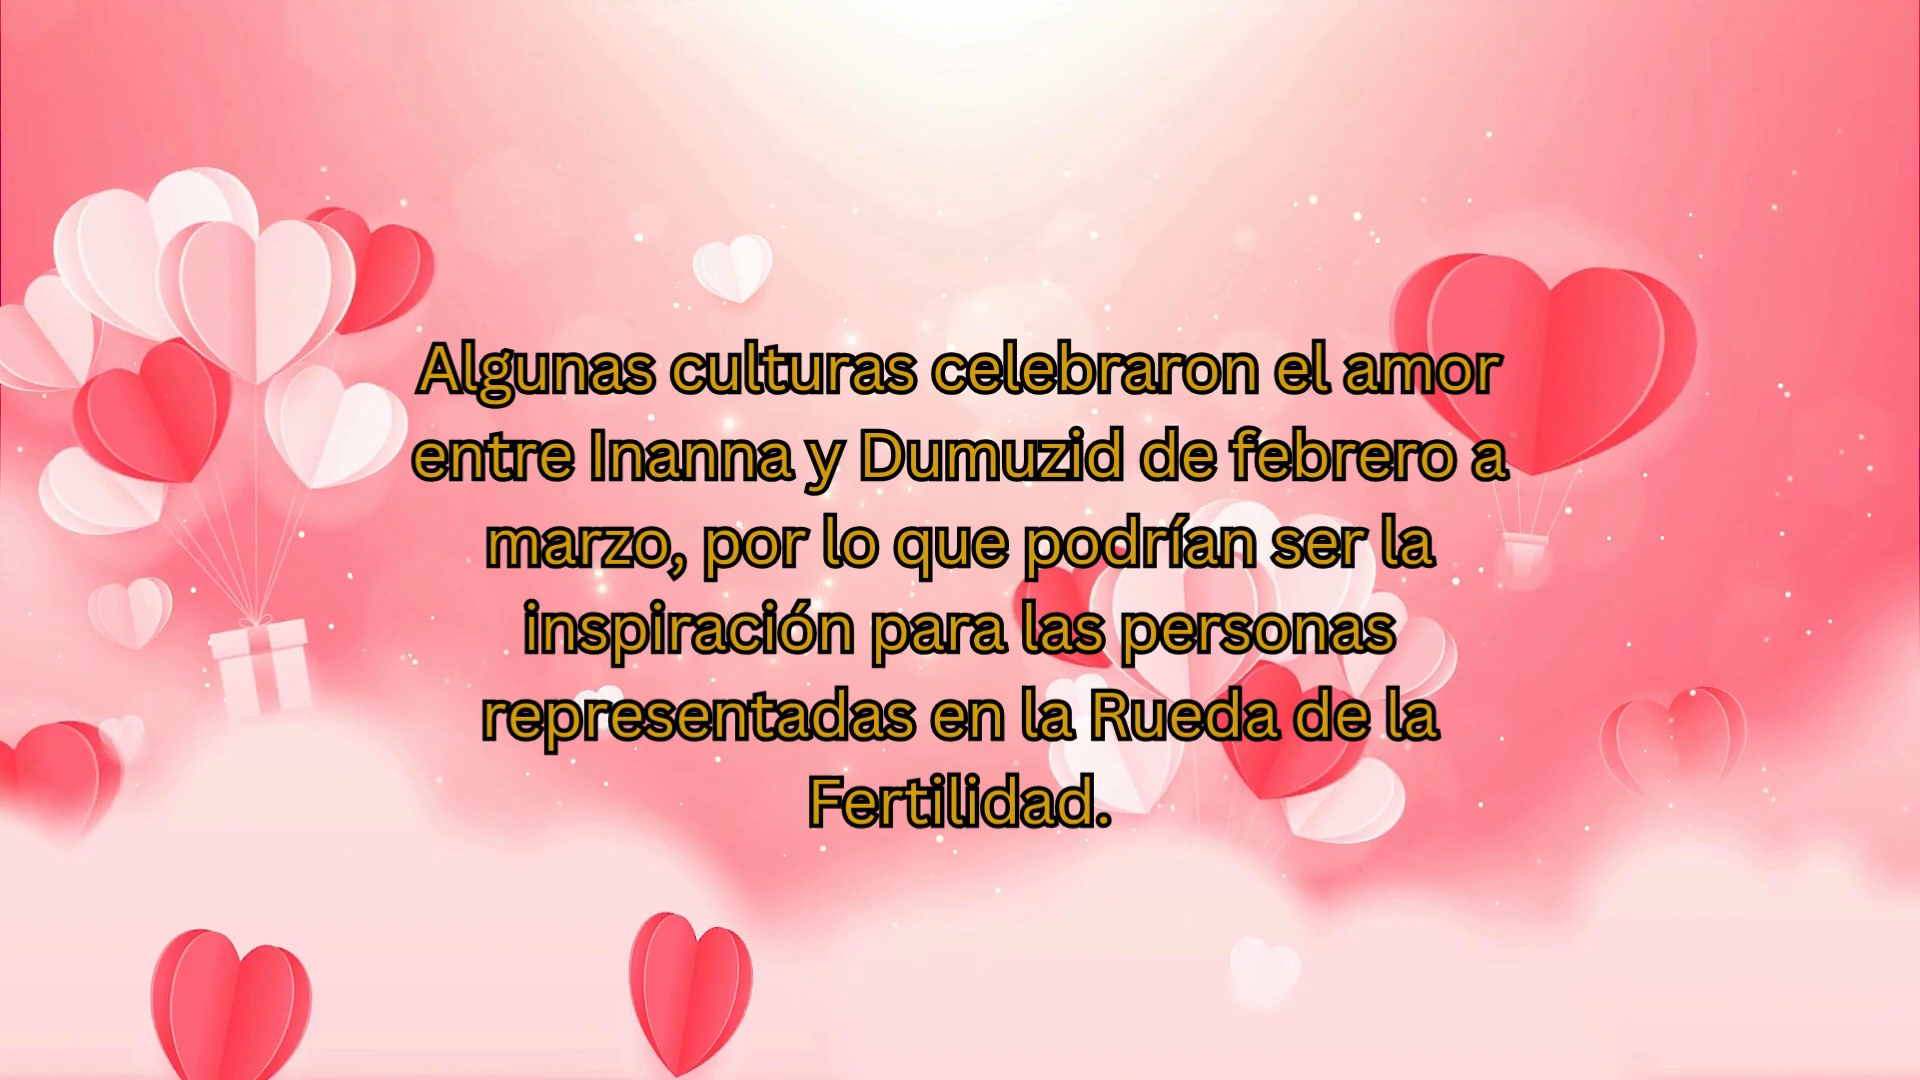 Algunas culturas celebraron el amor
entre Inanna y Dumuzid de febrero a
marzo, por lo que podrían ser la
inspiración para las personas
representadas en la Rueda de la
Fertilidad.